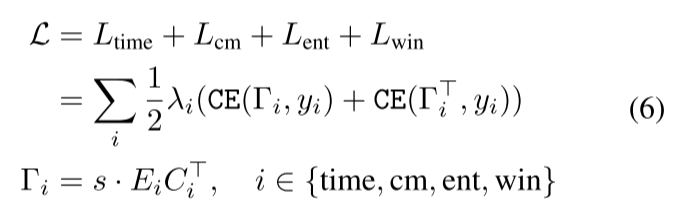 ℒ = L_time + L_cm + L_ent + L_win
= ∑_i 1/2 λ_i(CE(Γ_i, y_i) + CE(Γ_i^⊤, y_i)) (6)
Γ_i = s · E_i C_i^⊤, i ∈ {time, cm, ent, win}